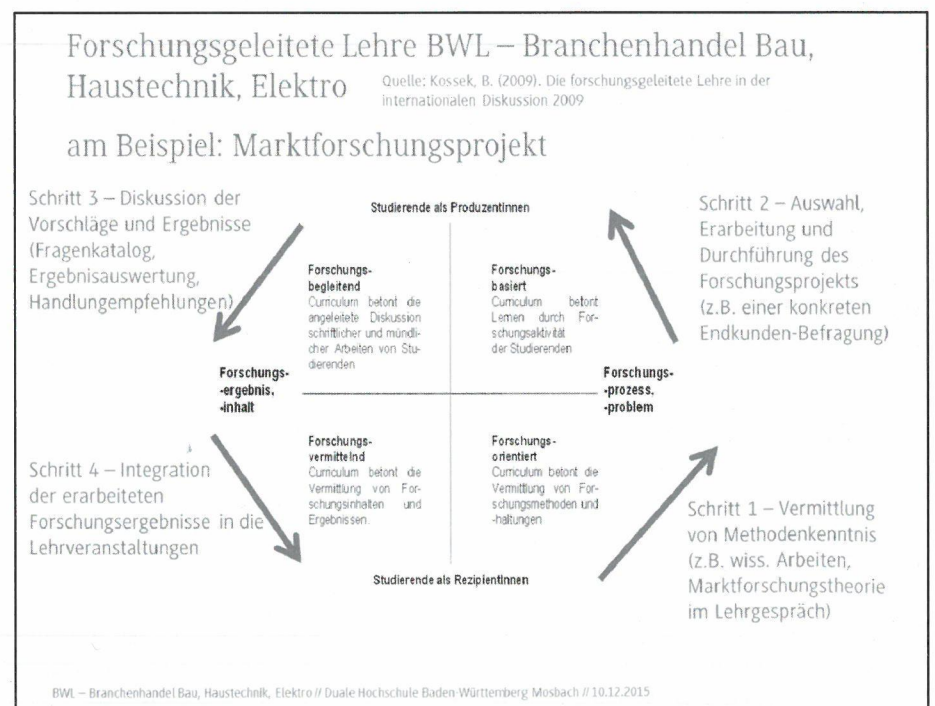 Forschungsgeleitete Lehre BWL – Branchenhandel Bau,
Haustechnik, Elektro
Quelle: Kossek, B. (2009). Die forschungsgeleitete Lehre in der
internationalen Diskussion 2009
am Beispiel: Marktforschungsprojekt
Schritt 3 – Diskussion der
Vorschläge und Ergebnisse
(Fragenkatalog,
Ergebnisauswertung,
Handlungempfehlungen)
Studierende als ProduzentInnen
Schritt 2 – Auswahl,
Erarbeitung und
Durchführung des
Forschungsprojekts
(z.B. einer konkreten
Endkunden-Befragung)
Forschungs-
begleitend
Curriculum betont die
angeleitete Diskussion
schriftlicher und mündli-
cher Arbeiten von Stu-
dierenden
Forschungs-
basiert
Curriculum betont
Lernen durch For-
schungsaktivität
der Studierenden
Forschungs-
-ergebnis,
-inhalt
Forschungs-
-prozess,
-problem
Forschungs-
vermittelnd
Curriculum betont die
Vermittlung von For-
schungsinhalten und
Ergebnissen.
Forschungs-
orientiert
Curriculum betont die
Vermittlung von For-
schungsmethoden und
-haltungen
Schritt 4 – Integration
der erarbeiteten
Forschungsergebnisse in die
Lehrveranstaltungen
Schritt 1 – Vermittlung
von Methodenkenntnis
(z.B. wiss. Arbeiten,
Marktforschungstheorie
im Lehrgespräch)
Studierende als RezipientInnen
BWL – Branchenhandel Bau, Haustechnik, Elektro // Duale Hochschule Baden-Württemberg Mosbach // 10.12.2015